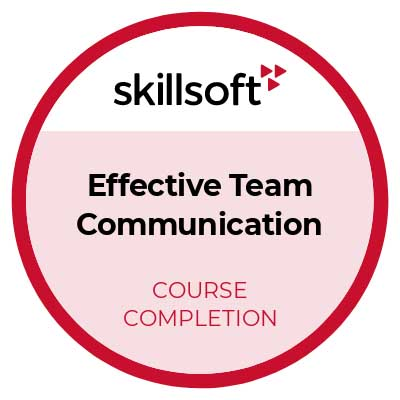 skillsoft
Effective Team
Communication
COURSE
COMPLETION